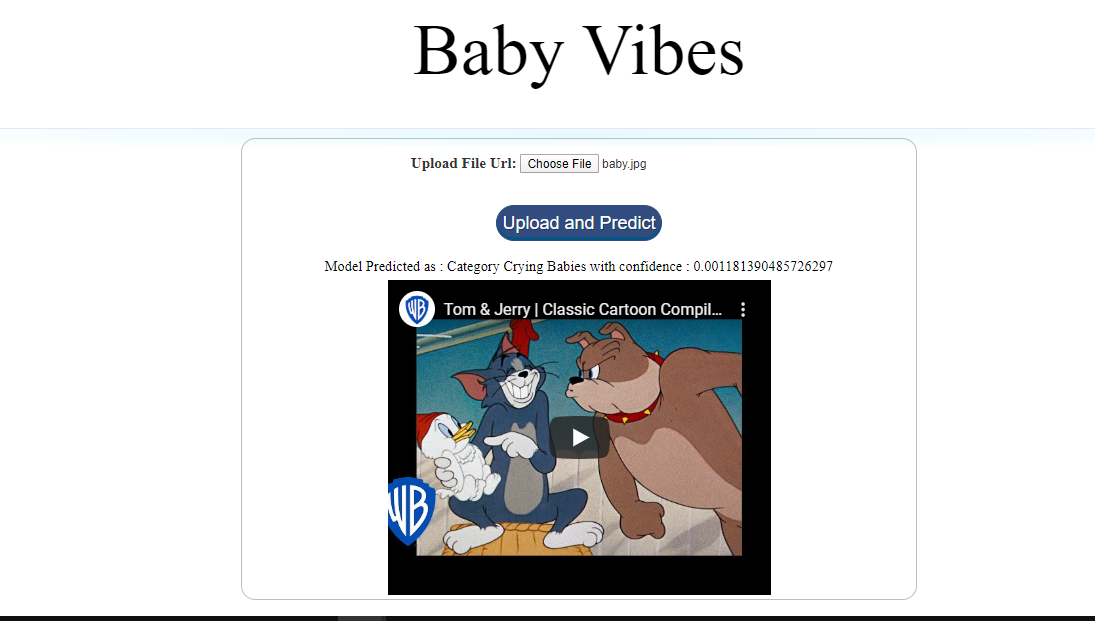 Baby Vibes
Upload File Url: Choose File baby.jpg
Upload and Predict
Model Predicted as : Category Crying Babies with confidence : 0.001181390485726297
WB Tom & Jerry | Classic Cartoon Compil...
WB